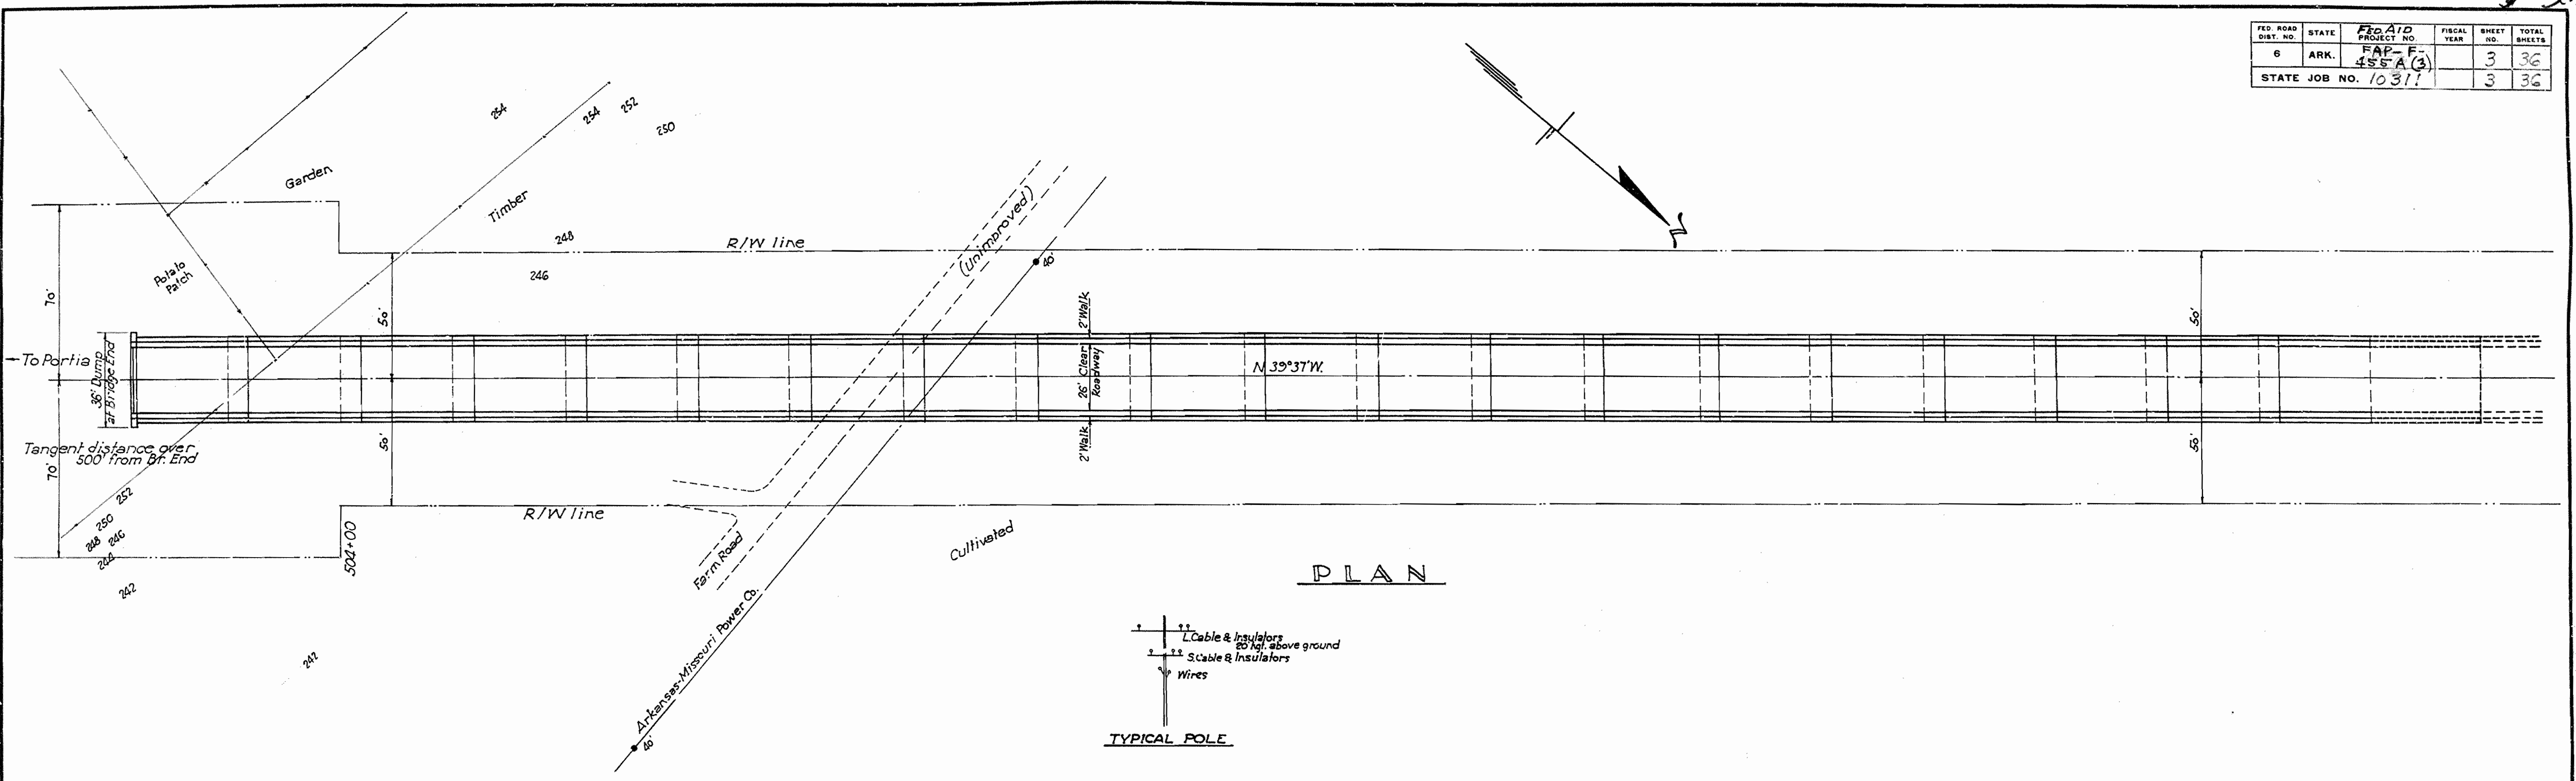 FED. ROAD DIST. NO. STATE FED. AID PROJECT NO. FISCAL YEAR SHEET NO. TOTAL SHEETS
6 ARK. FAP-F-455 A (3) 3 36
STATE JOB NO. 10311 3 36
254
254
252
250
Garden
Timber
248
246
R/W line
(Unimproved)
40'
N
Potato
Patch
70'
50'
50'
2' Walk
26' Clear
Roadway
2' Walk
N 39°37' W.
To Portia
36' Dump
at Bridge End
Tangent distance over
500' from Br. End
70'
50'
50'
252
250
248 246
244
242
242
504+00
R/W line
Farm Road
Cultivated
Arkansas-Missouri Power Co.
40'
PLAN
L. Cable & Insulators
20' hgt. above ground
S. Cable & Insulators
Wires
TYPICAL POLE